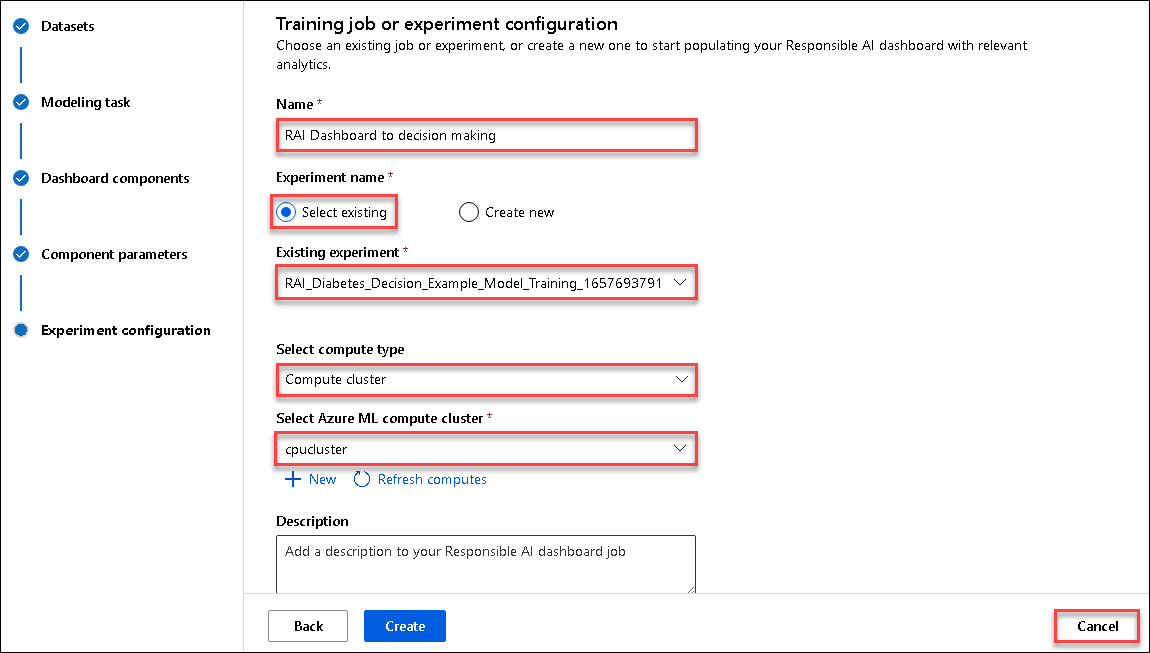 Datasets
Modeling task
Dashboard components
Component parameters
Experiment configuration
Training job or experiment configuration
Choose an existing job or experiment, or create a new one to start populating your Responsible AI dashboard with relevant
analytics.
Name *
RAI Dashboard to decision making
Experiment name *
Select existing
Create new
Existing experiment *
RAI_Diabetes_Decision_Example_Model_Training_1657693791
Select compute type
Compute cluster
Select Azure ML compute cluster *
cpucluster
New
Refresh computes
Description
Add a description to your Responsible AI dashboard job
Back
Create
Cancel